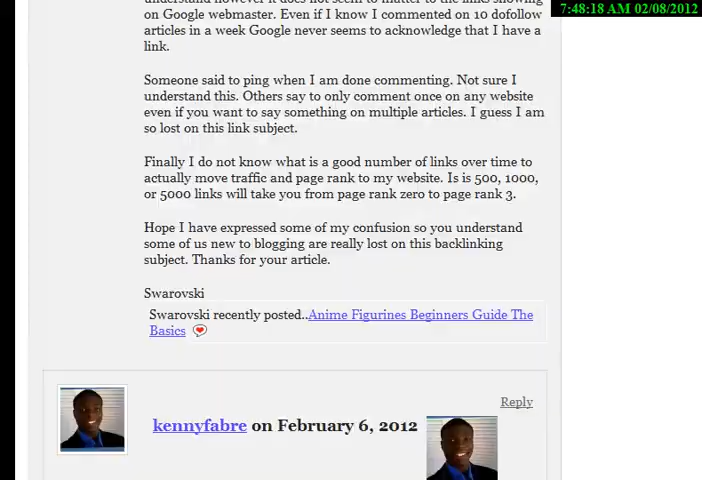 7:48:18 AM 02/08/2012
understand however it does not seem to matter to the links showing
on Google webmaster. Even if I know I commented on 10 dofollow
articles in a week Google never seems to acknowledge that I have a
link.
Someone said to ping when I am done commenting. Not sure I
understand this. Others say to only comment once on any website
even if you want to say something on multiple articles. I guess I am
so lost on this link subject.
Finally I do not know what is a good number of links over time to
actually move traffic and page rank to my website. Is is 500, 1000,
or 5000 links will take you from page rank zero to page rank 3.
Hope I have expressed some of my confusion so you understand
some of us new to blogging are really lost on this backlinking
subject. Thanks for your article.
Swarovski
Swarovski recently posted..Anime Figurines Beginners Guide The
Basics
Reply
kennyfabre on February 6, 2012